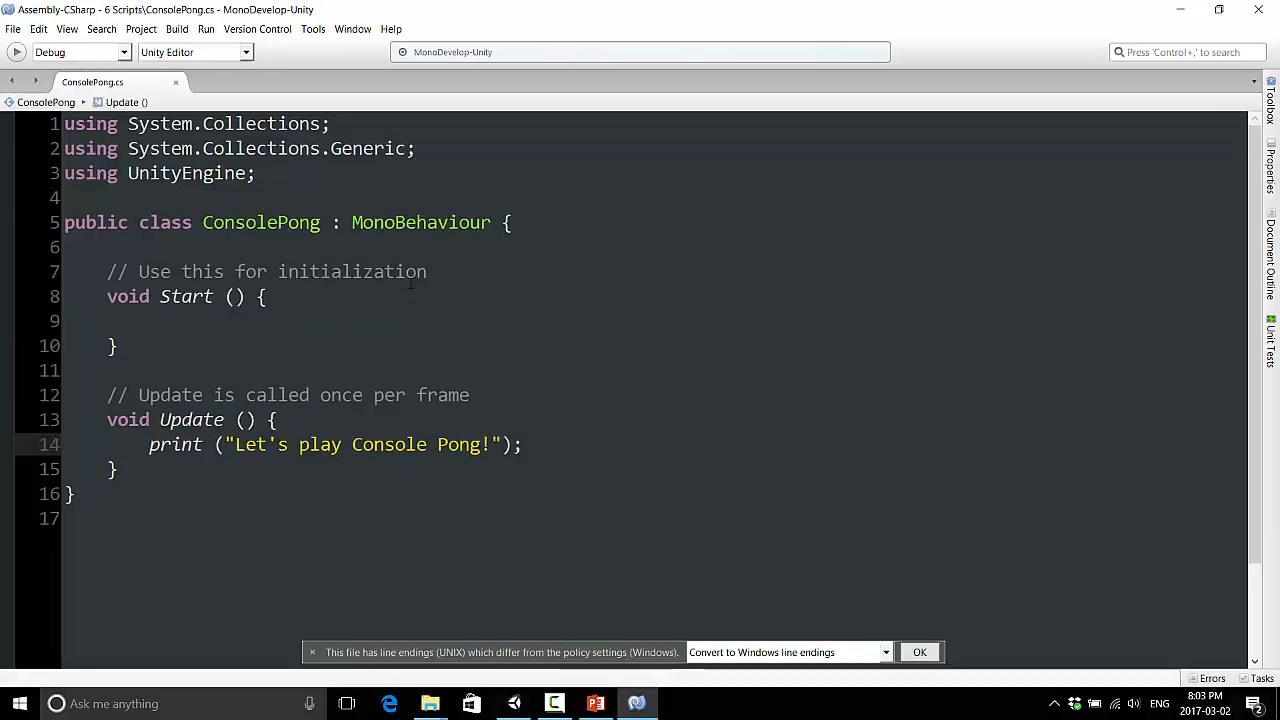 Assembly-CSharp - 6 Scripts\ConsolePong.cs - MonoDevelop-Unity
File Edit View Search Project Build Run Version Control Tools Window Help
Debug Unity Editor MonoDevelop-Unity Press 'Control+,' to search
ConsolePong.cs
ConsolePong Update ()
1 using System.Collections;
2 using System.Collections.Generic;
3 using UnityEngine;
4
5 public class ConsolePong : MonoBehaviour {
6
7 // Use this for initialization
8 void Start () {
9
10 }
11
12 // Update is called once per frame
13 void Update () {
14 print ("Let's play Console Pong!");
15 }
16 }
17
Toolbox
Properties
Document Outline
Unit Tests
This file has line endings (UNIX) which differ from the policy settings (Windows). Convert to Windows line endings OK
Errors Tasks
Ask me anything
ENG
8:03 PM
2017-03-02
2